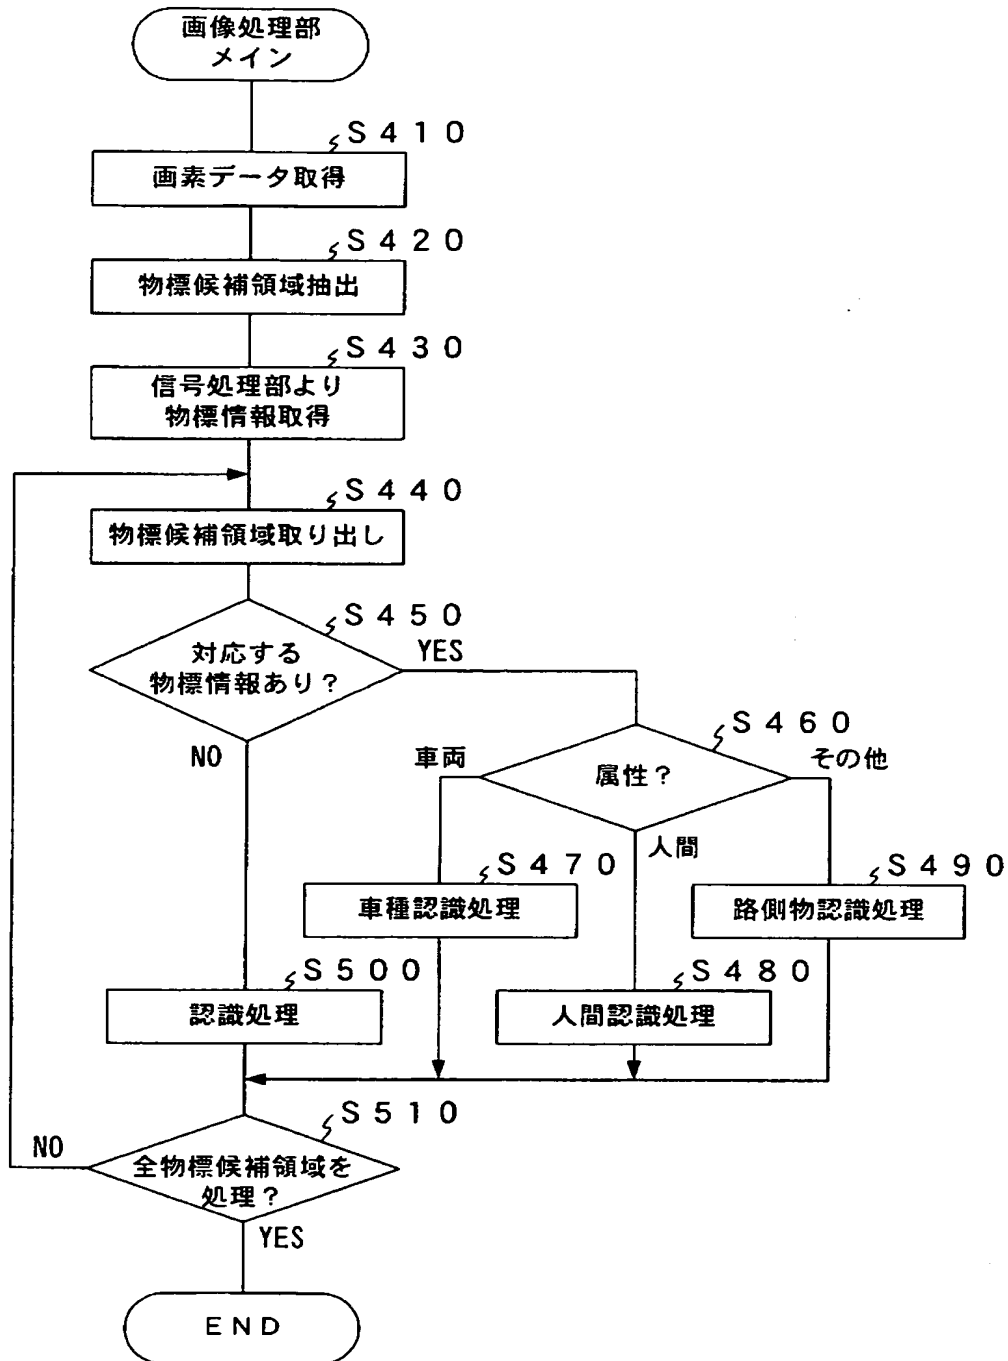 画像処理部
メイン
S410
画素データ取得
S420
物標候補領域抽出
S430
信号処理部より
物標情報取得
S440
物標候補領域取り出し
S450
対応する
物標情報あり?
YES
NO
S460
属性?
車両
その他
人間
S470
車種認識処理
S490
路側物認識処理
S500
認識処理
S480
人間認識処理
S510
全物標候補領域を
処理?
NO
YES
END